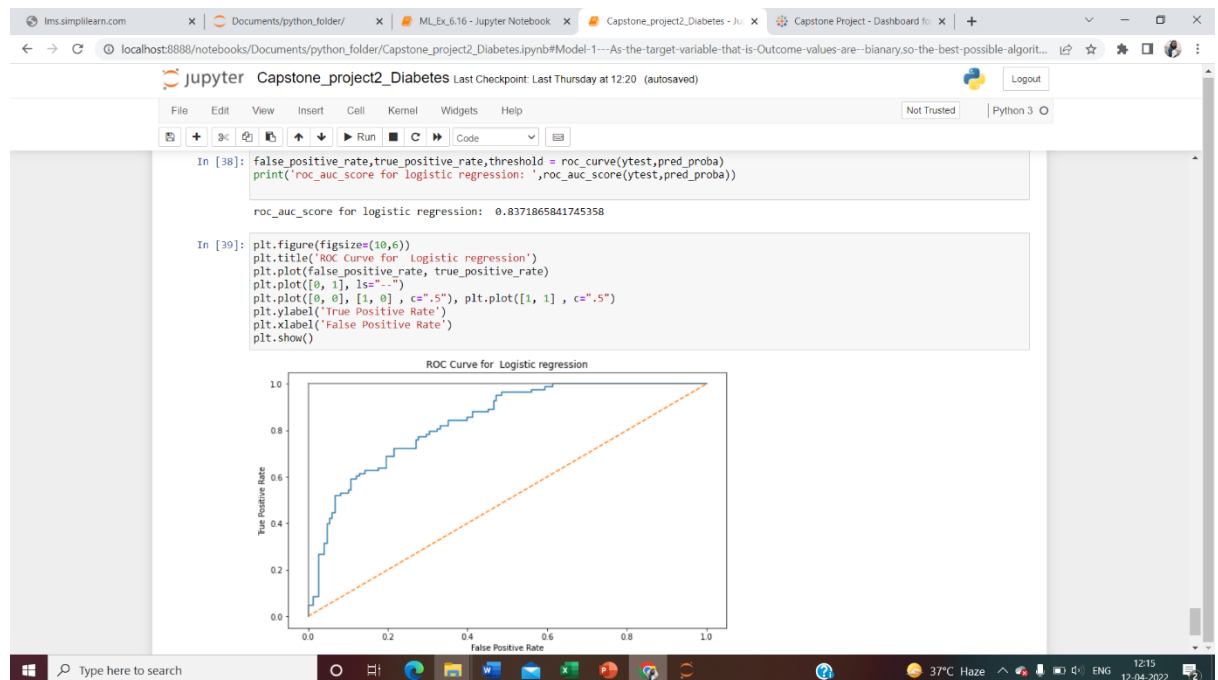 lms.simplilearn.com
Documents/python_folder/
ML_Ex_6.16 - Jupyter Notebook
Capstone_project2_Diabetes - Ju
Capstone Project - Dashboard fo
localhost:8888/notebooks/Documents/python_folder/Capstone_project2_Diabetes.ipynb#Model-1---As-the-target-variable-that-is-Outcome-values-are--bianary,so-the-best-possible-algorit...
jupyter Capstone_project2_Diabetes Last Checkpoint: Last Thursday at 12:20 (autosaved)
Logout
File Edit View Insert Cell Kernel Widgets Help
Not Trusted Python 3
Run Code
In [38]: false_positive_rate,true_positive_rate,threshold = roc_curve(ytest,pred_proba)
print('roc_auc_score for logistic regression: ',roc_auc_score(ytest,pred_proba))
roc_auc_score for logistic regression:  0.8371865841745358
In [39]: plt.figure(figsize=(10,6))
plt.title('ROC Curve for  Logistic regression')
plt.plot(false_positive_rate, true_positive_rate)
plt.plot([0, 1], ls="--")
plt.plot([0, 0], [1, 0] , c=".5"), plt.plot([1, 1] , c=".5")
plt.ylabel('True Positive Rate')
plt.xlabel('False Positive Rate')
plt.show()
ROC Curve for  Logistic regression
1.0
0.8
0.6
0.4
0.2
0.0
True Positive Rate
0.0 0.2 0.4 0.6 0.8 1.0
False Positive Rate
Type here to search
37°C Haze
ENG
12:15
12-04-2022
2